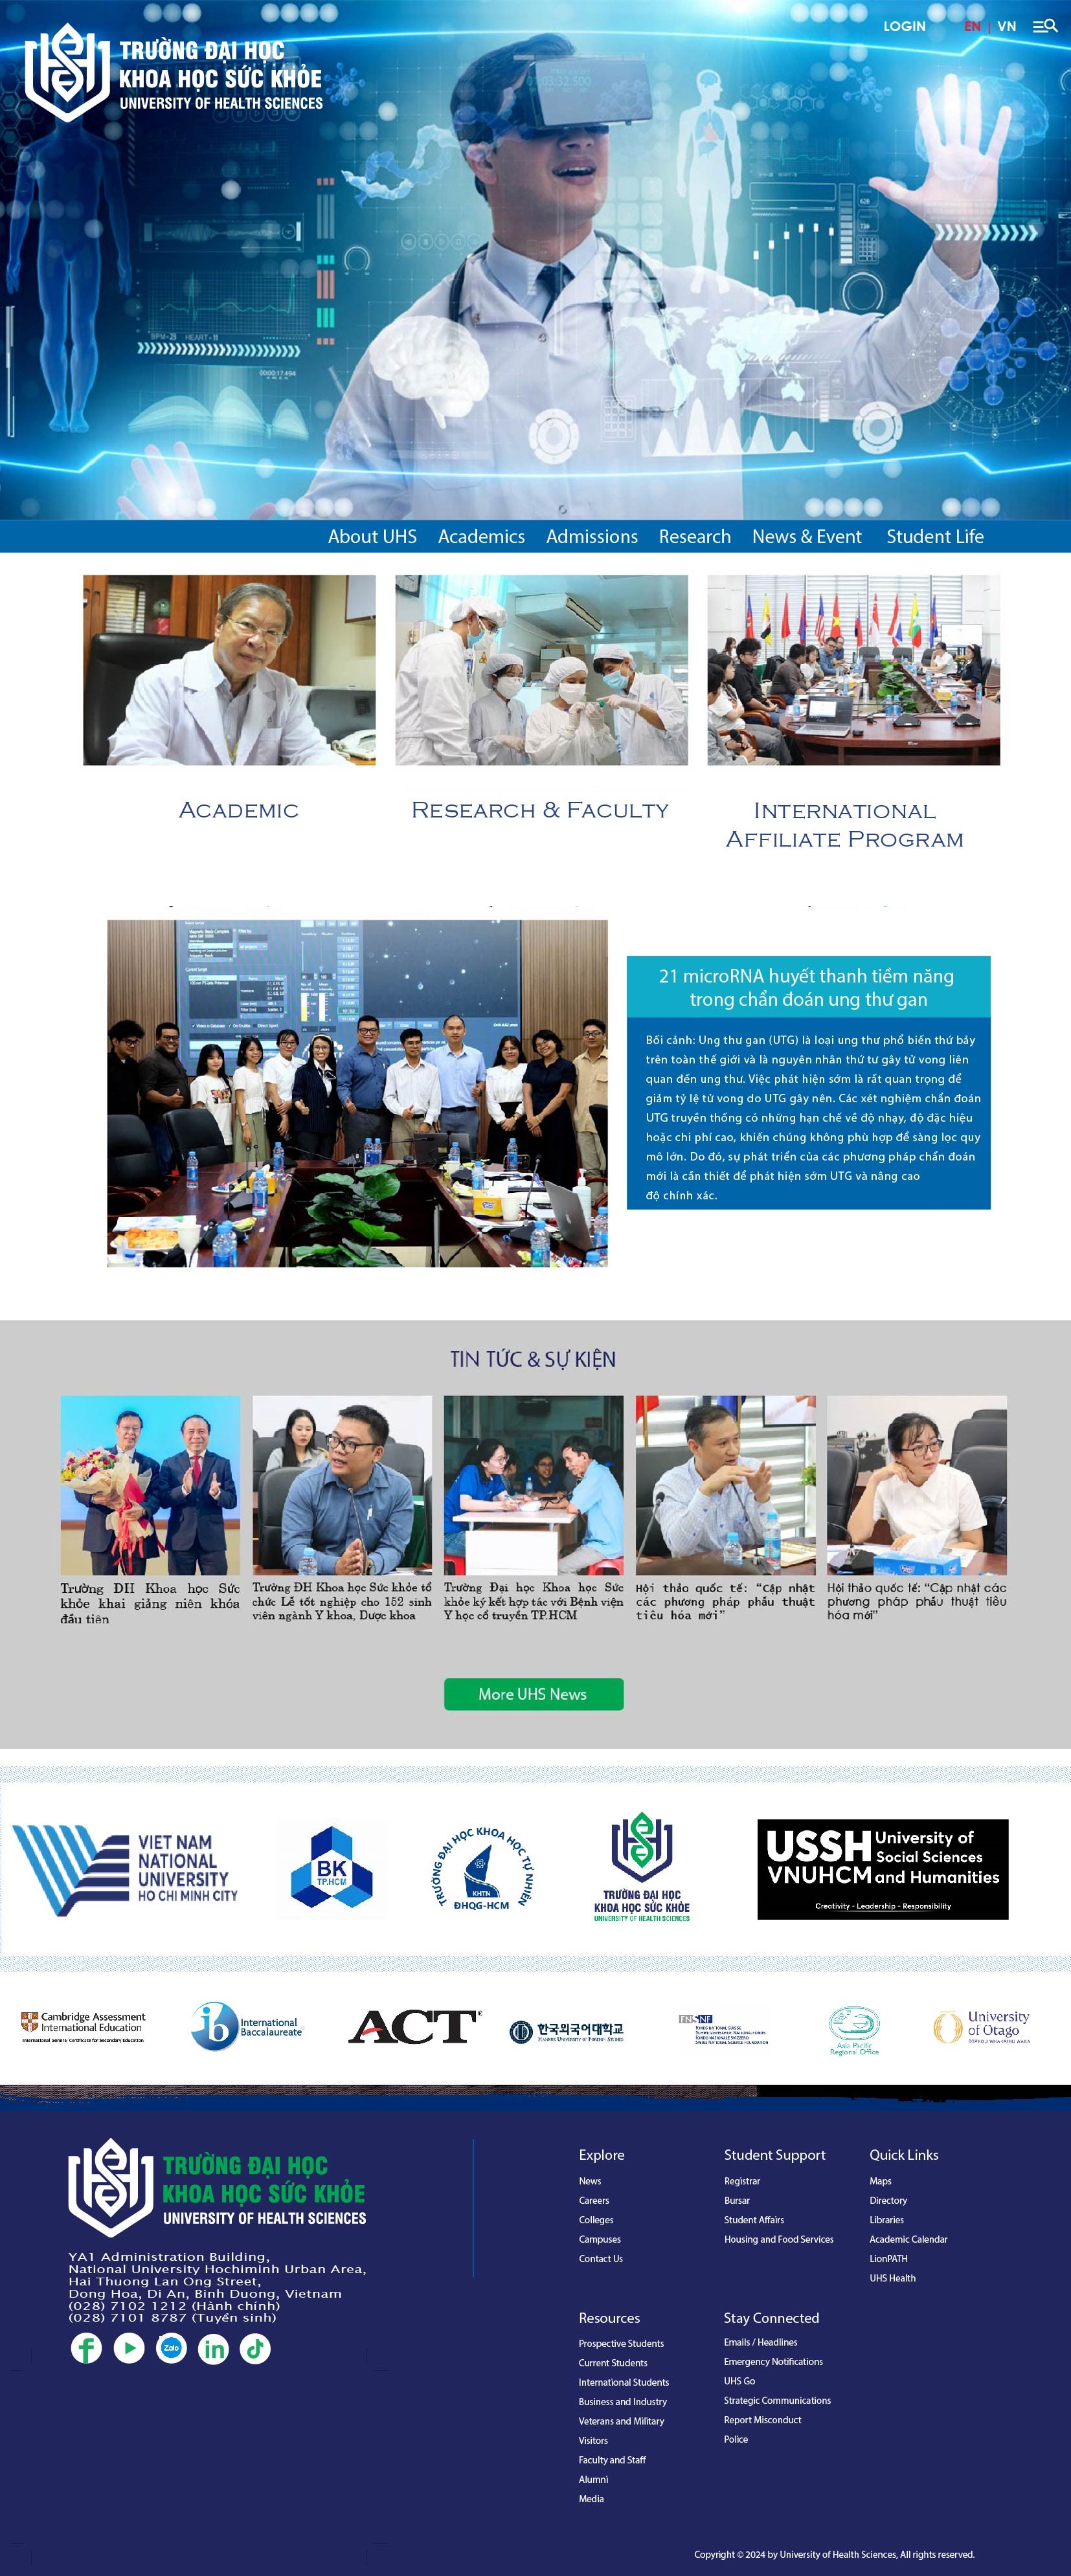 LOGIN EN | VN
TRƯỜNG ĐẠI HỌC
KHOA HỌC SỨC KHỎE
UNIVERSITY OF HEALTH SCIENCES
About UHS Academics Admissions Research News & Event Student Life
ACADEMIC
RESEARCH & FACULTY
INTERNATIONAL
AFFILIATE PROGRAM
21 microRNA huyết thanh tiềm năng
trong chẩn đoán ung thư gan
Bối cảnh: Ung thư gan (UTG) là loại ung thư phổ biến thứ bảy
trên toàn thế giới và là nguyên nhân thứ tư gây tử vong liên
quan đến ung thư. Việc phát hiện sớm là rất quan trọng để
giảm tỷ lệ tử vong do UTG gây nên. Các xét nghiệm chẩn đoán
UTG truyền thống có những hạn chế về độ nhạy, độ đặc hiệu
hoặc chi phí cao, khiến chúng không phù hợp để sàng lọc quy
mô lớn. Do đó, sự phát triển của các phương pháp chẩn đoán
mới là cần thiết để phát hiện sớm UTG và nâng cao
độ chính xác.
TIN TỨC & SỰ KIỆN
Trường ĐH Khoa học Sức
khỏe khai giảng niên khóa
đầu tiên
Trường ĐH Khoa học Sức khỏe tổ
chức Lễ tốt nghiệp cho 152 sinh
viên ngành Y khoa, Dược khoa
Trường Đại học Khoa học Sức
khỏe ký kết hợp tác với Bệnh viện
Y học cổ truyền TP.HCM
Hội thảo quốc tế: “Cập nhật
các phương pháp phẫu thuật
tiêu hóa mới”
Hội thảo quốc tế: “Cập nhật các
phương pháp phẫu thuật tiêu
hóa mới”
More UHS News
VIET NAM
NATIONAL
UNIVERSITY
HO CHI MINH CITY
BK
TP.HCM
TRƯỜNG ĐẠI HỌC KHOA HỌC TỰ NHIÊN
KHTN
ĐHQG-HCM
TRƯỜNG ĐẠI HỌC
KHOA HỌC SỨC KHỎE
UNIVERSITY OF HEALTH SCIENCES
USSH University of
Social Sciences
VNUHCM and Humanities
Creativity - Leadership - Responsibility
Cambridge Assessment
International Education
International General Certificate for Secondary Education
ib International
Baccalaureate
ACT®
한국외국어대학교
HANKUK UNIVERSITY OF FOREIGN STUDIES
FNSNF
FONDS NATIONAL SUISSE
SCHWEIZERISCHER NATIONALFONDS
FONDO NAZIONALE SVIZZERO
SWISS NATIONAL SCIENCE FOUNDATION
Asia Pacific
Regional Office
University
of Otago
TRƯỜNG ĐẠI HỌC
KHOA HỌC SỨC KHỎE
UNIVERSITY OF HEALTH SCIENCES
YA1 Administration Building,
National University Hochiminh Urban Area,
Hai Thuong Lan Ong Street,
Dong Hoa, Di An, Binh Duong, Vietnam
(028) 7102 1212 (Hành chính)
(028) 7101 8787 (Tuyển sinh)
Zalo
Explore
News
Careers
Colleges
Campuses
Contact Us
Student Support
Registrar
Bursar
Student Affairs
Housing and Food Services
Quick Links
Maps
Directory
Libraries
Academic Calendar
LionPATH
UHS Health
Resources
Prospective Students
Current Students
International Students
Business and Industry
Veterans and Military
Visitors
Faculty and Staff
Alumni
Media
Stay Connected
Emails / Headlines
Emergency Notifications
UHS Go
Strategic Communications
Report Misconduct
Police
Copyright © 2024 by University of Health Sciences, All rights reserved.